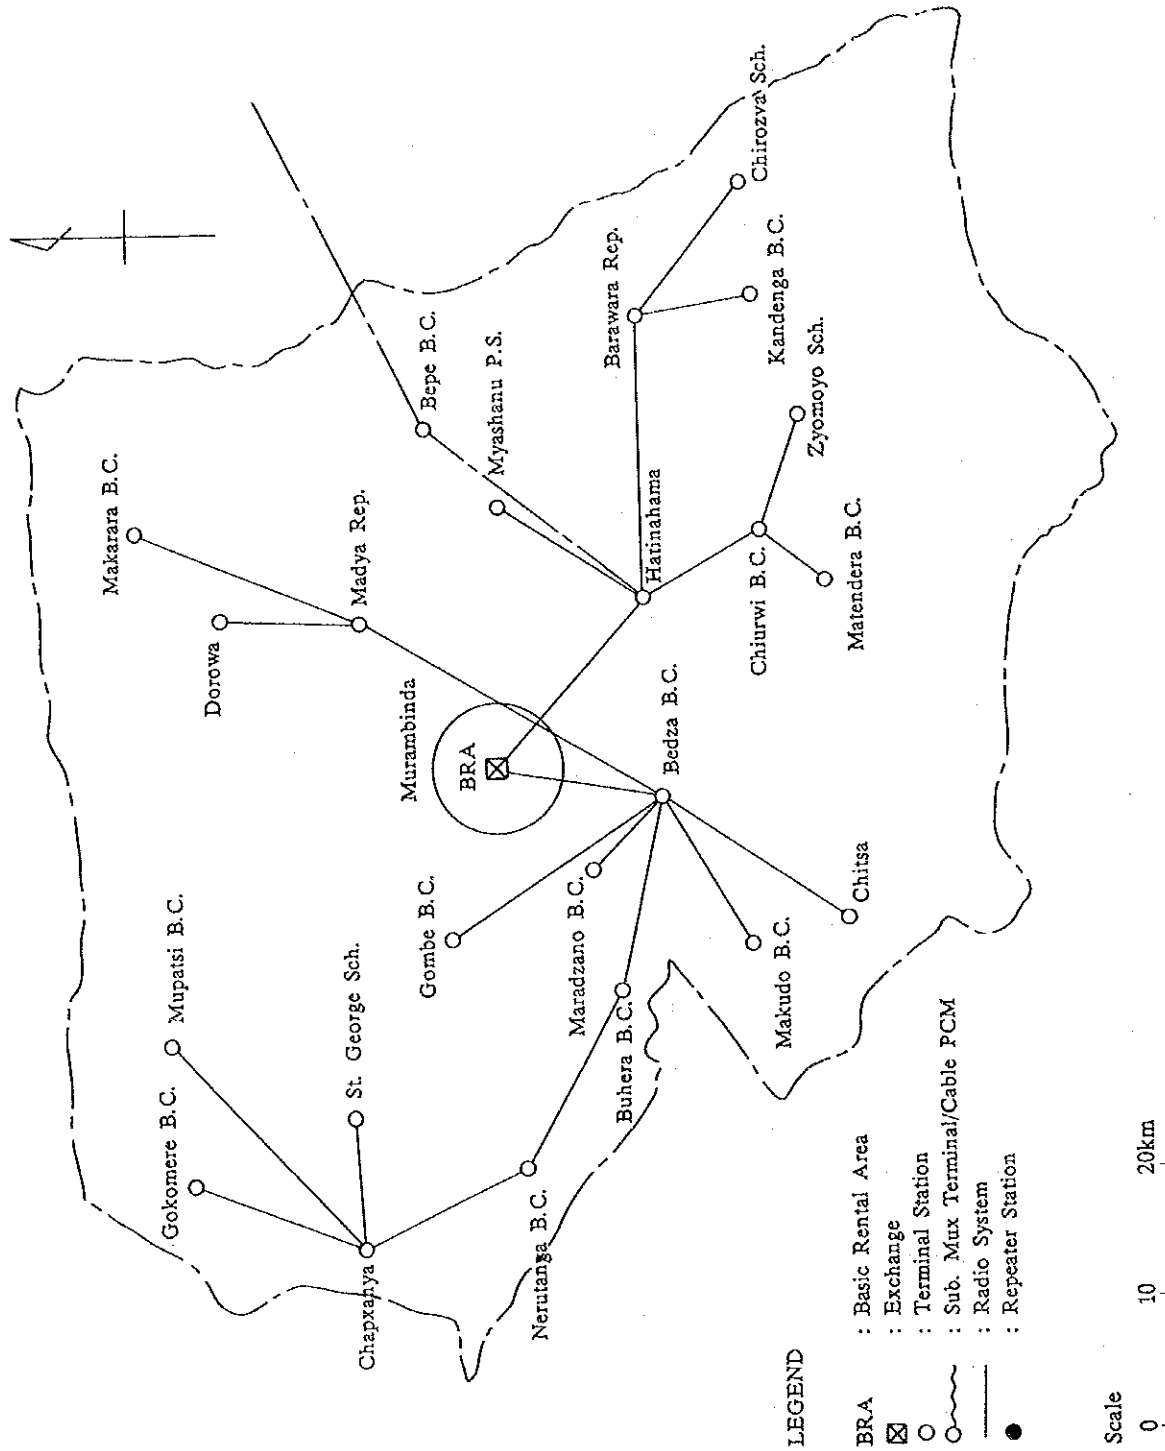 Makarara B.C.
Dorowa
Madya Rep.
Mupatsi B.C.
Gokomere B.C.
St. George Sch.
Chapxanya
Nerutanga B.C.
Gombe B.C.
Murambinda
BRA
Bepe B.C.
Myashanu P.S.
Maradzano B.C.
Buhera B.C.
Bedza B.C.
Hatinahama
Barawara Rep.
Chirozva Sch.
Kandenga B.C.
Zyomoyo Sch.
Chiurwi B.C.
Matendera B.C.
Makudo B.C.
Chitsa
LEGEND
BRA : Basic Rental Area
: Exchange
: Terminal Station
: Sub. Mux Terminal/Cable PCM
: Radio System
: Repeater Station
Scale
0 10 20km